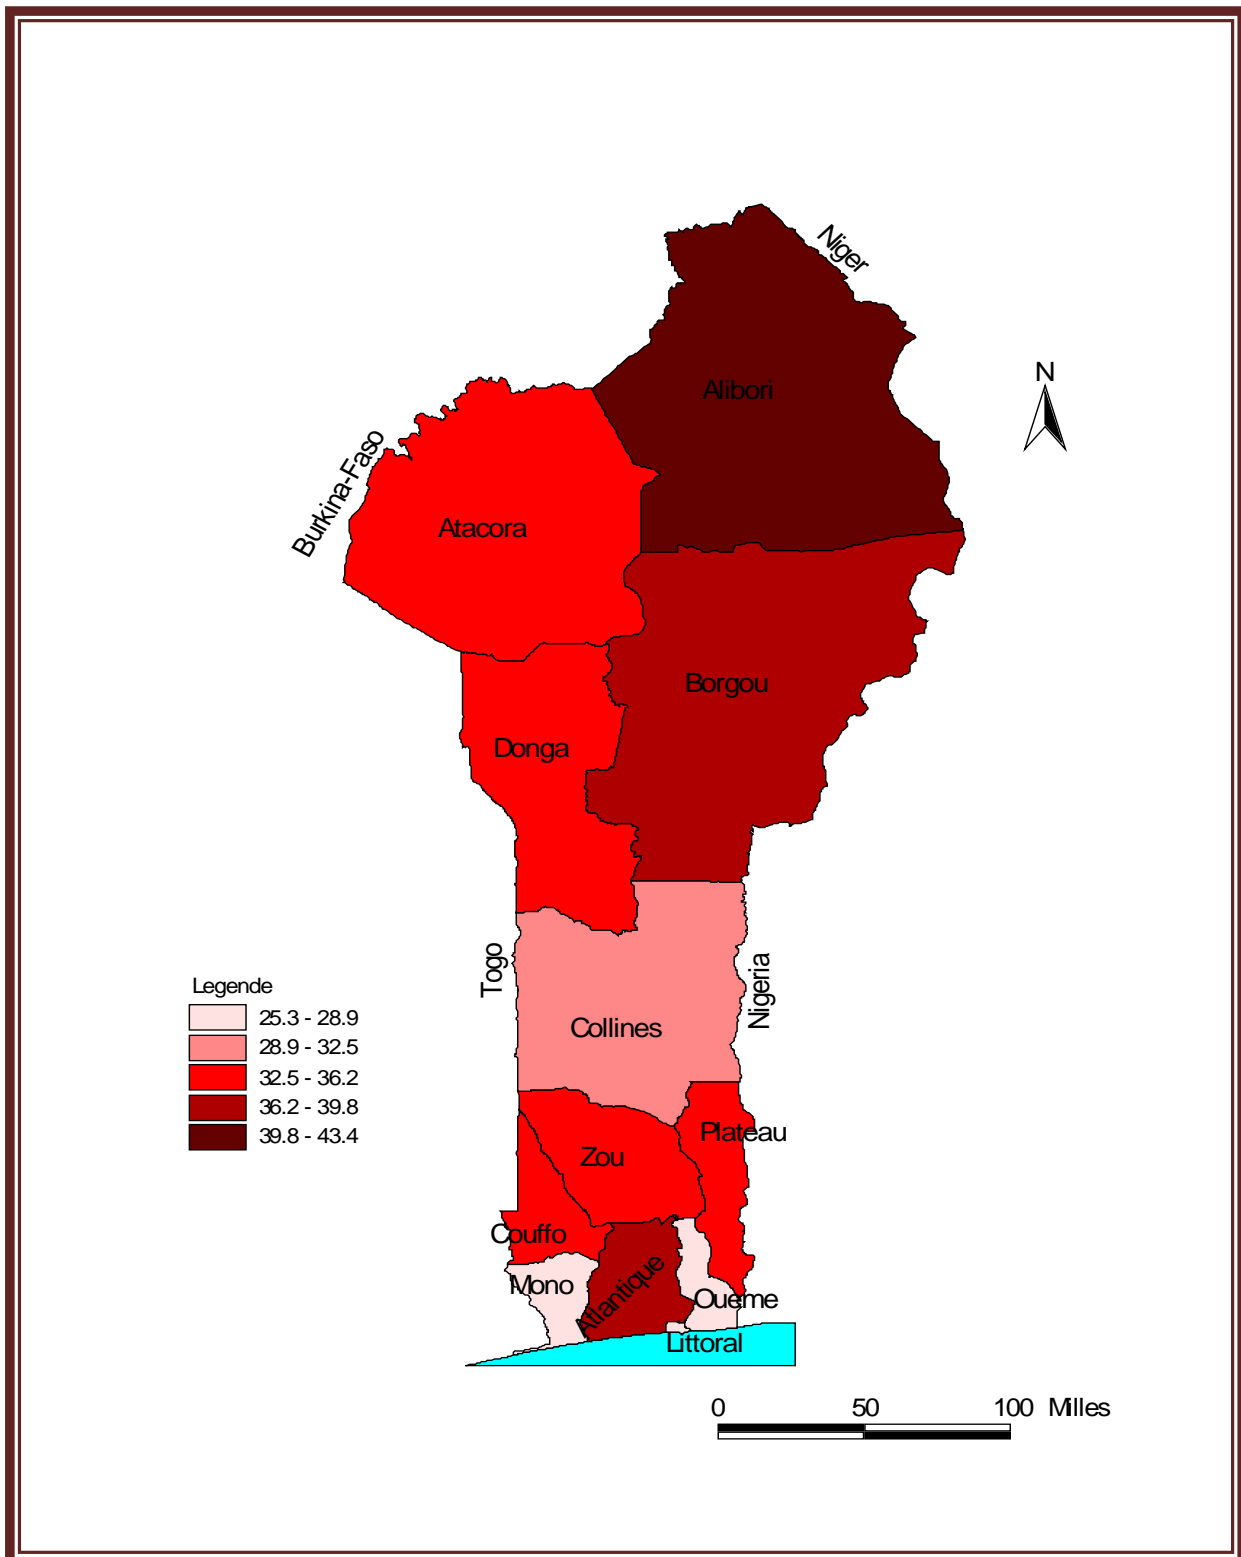 Niger
N
Alibori
Burkina-Faso
Atacora
Borgou
Donga
Togo
Nigeria
Legende
25.3 - 28.9
28.9 - 32.5
32.5 - 36.2
36.2 - 39.8
39.8 - 43.4
Collines
Plateau
Zou
Couffo
Mono
Atlantique
Oueme
Littoral
0 50 100 Milles